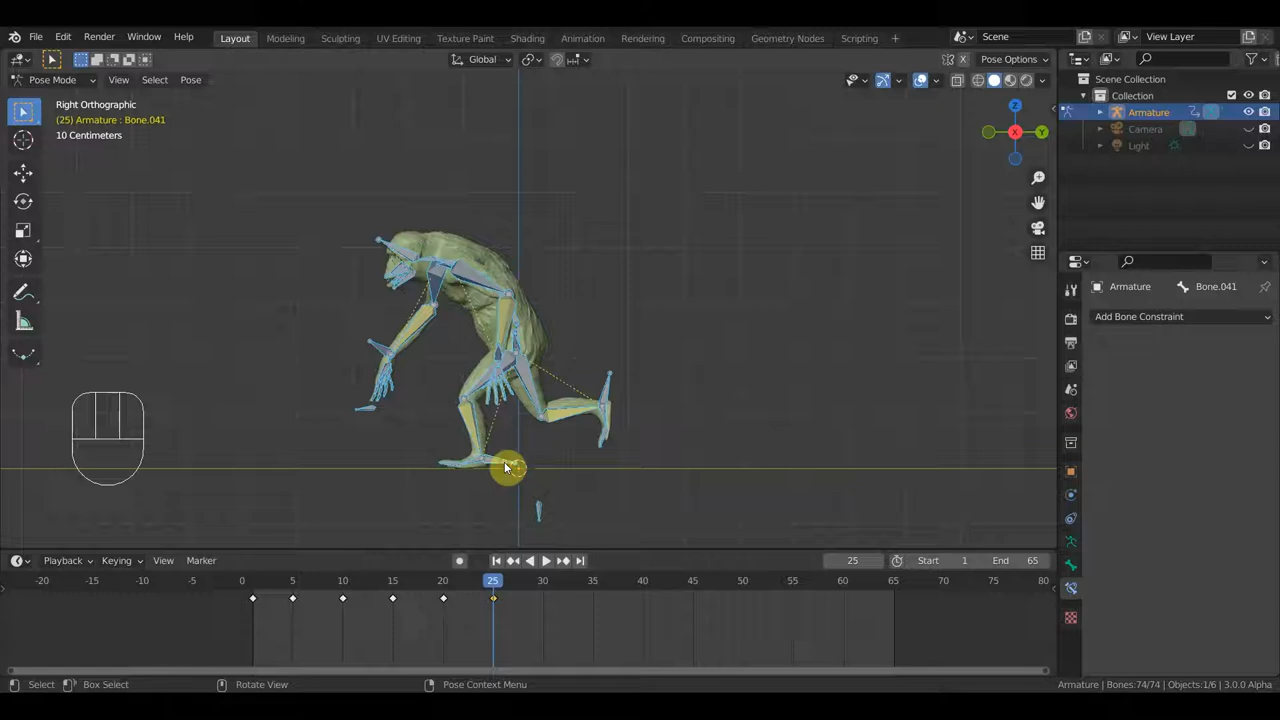 File Edit Render Window Help Layout Modeling Sculpting UV Editing Texture Paint Shading Animation Rendering Compositing Geometry Nodes Scripting + Scene View Layer
Global Pose Options
Pose Mode View Select Pose
Scene Collection
Collection
Armature
Camera
Light
Right Orthographic
(25) Armature : Bone.041
10 Centimeters
X
Y
Z
Armature Bone.041
Add Bone Constraint
Playback Keying View Marker 25 Start 1 End 65
-20 -10 0 5 10 15 20 25 30 35 40 45 50 55 60 65 70 75 80
Select Box Select Rotate View Pose Context Menu Armature | Bones:74/74 | Objects:1/6 | 3.0.0 Alpha